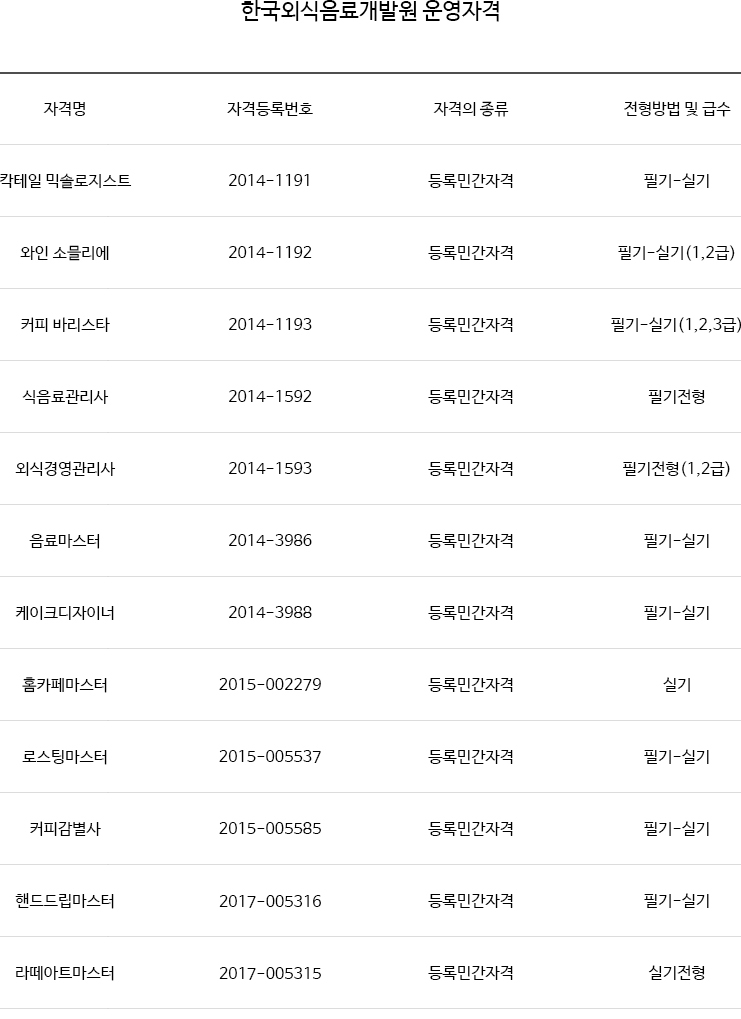 한국외식음료개발원 운영자격
자격명 자격등록번호 자격의 종류 전형방법 및 급수
칵테일 믹솔로지스트 2014-1191 등록민간자격 필기-실기
와인 소믈리에 2014-1192 등록민간자격 필기-실기(1,2급)
커피 바리스타 2014-1193 등록민간자격 필기-실기(1,2,3급)
식음료관리사 2014-1592 등록민간자격 필기전형
외식경영관리사 2014-1593 등록민간자격 필기전형(1,2급)
음료마스터 2014-3986 등록민간자격 필기-실기
케이크디자이너 2014-3988 등록민간자격 필기-실기
홈카페마스터 2015-002279 등록민간자격 실기
로스팅마스터 2015-005537 등록민간자격 필기-실기
커피감별사 2015-005585 등록민간자격 필기-실기
핸드드립마스터 2017-005316 등록민간자격 필기-실기
라떼아트마스터 2017-005315 등록민간자격 실기전형